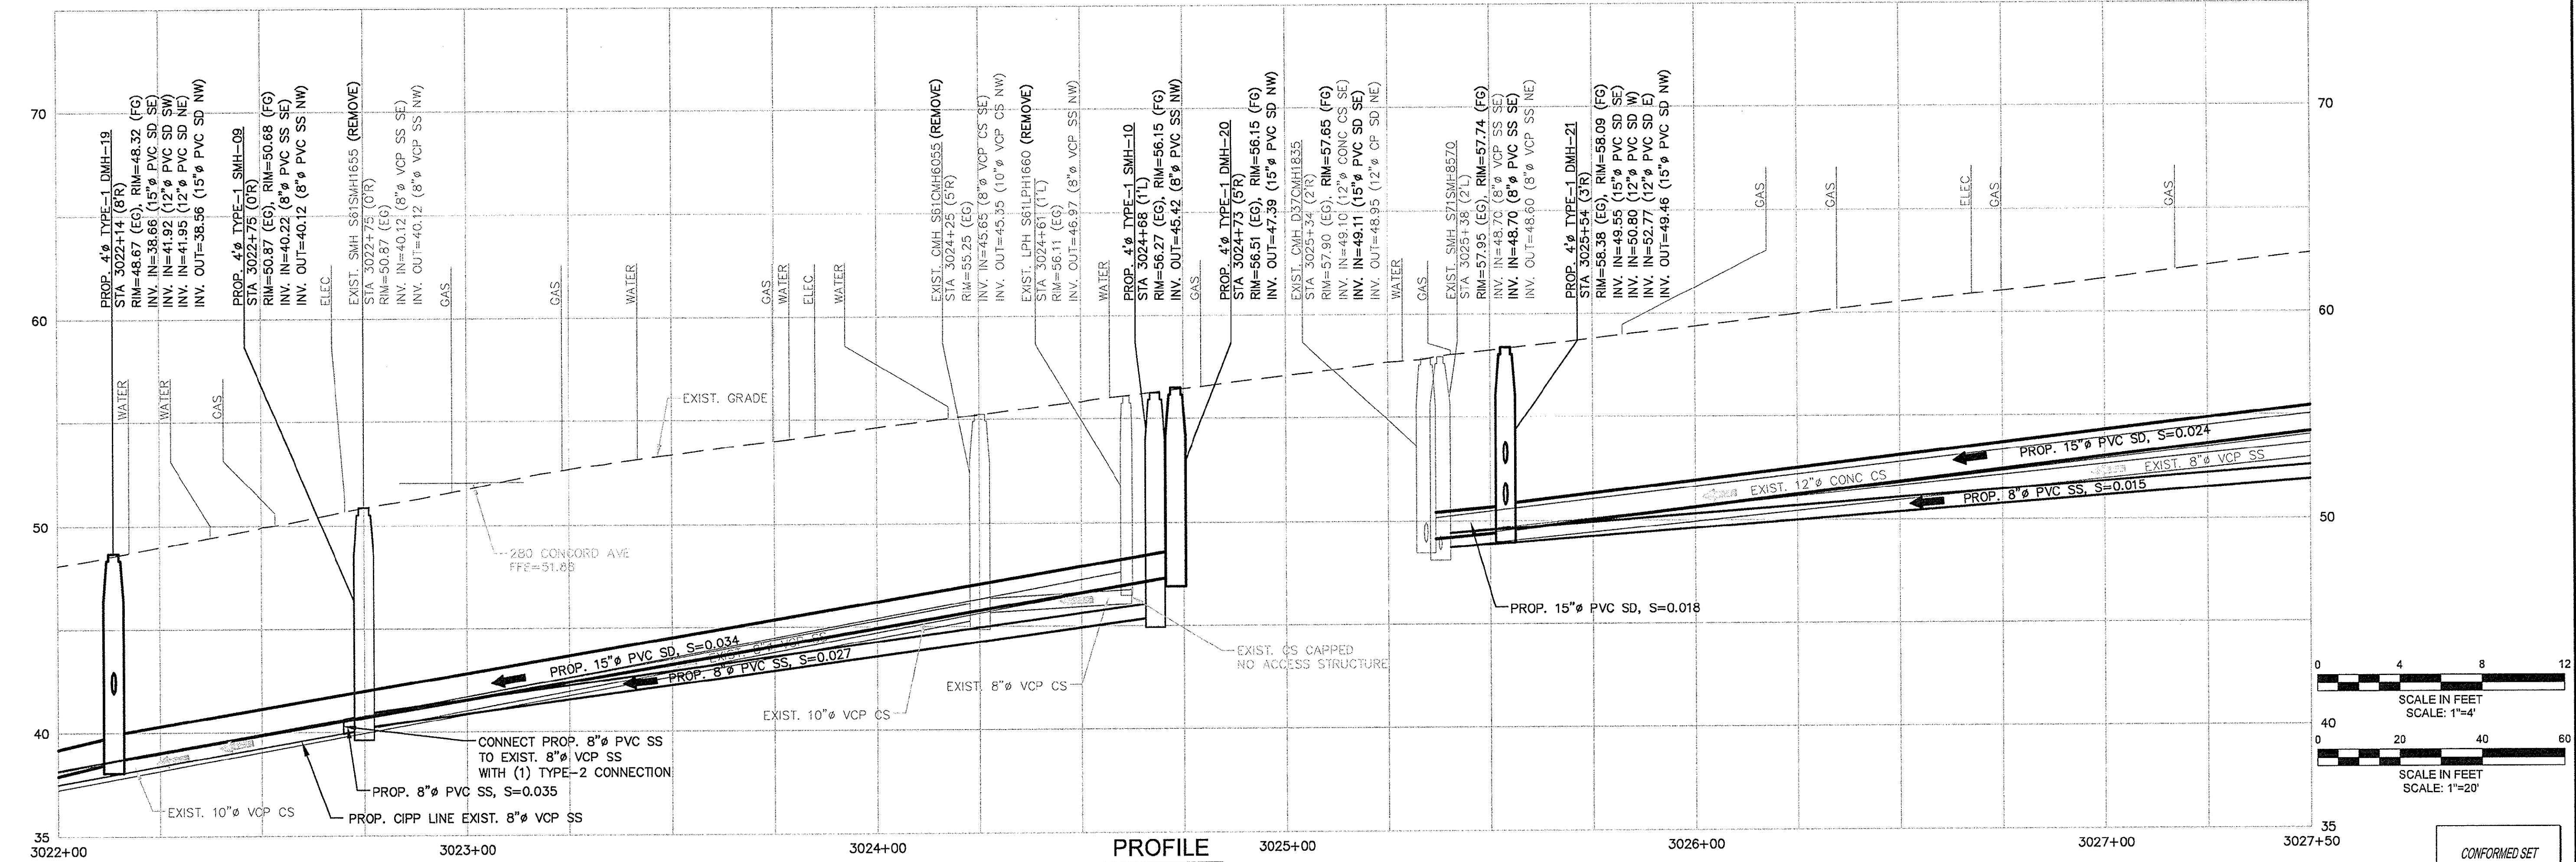 PROP. 4'ø TYPE-1 DMH-19
STA 3022+14 (8'R)
RIM=48.67 (EG), RIM=48.32 (FG)
INV. IN=38.66 (15"ø PVC SD SE)
INV. IN=41.92 (12"ø PVC SD SW)
INV. IN=41.95 (12"ø PVC SD NE)
INV. OUT=38.56 (15"ø PVC SD NW)
PROP. 4'ø TYPE-1 SMH-09
STA 3022+75 (0'R)
RIM=50.87 (EG), RIM=50.68 (FG)
INV. IN=40.22 (8"ø PVC SS SE)
INV. OUT=40.12 (8"ø PVC SS NW)
ELEC
EXIST. SMH S61SMH1655 (REMOVE)
STA 3022+75 (0'R)
RIM=50.87 (EG)
INV. IN=40.12 (8"ø VCP SS SE)
INV. OUT=40.12 (8"ø VCP SS NW)
GAS
GAS
WATER
GAS
WATER
ELEC
WATER
EXIST. CMH S61CMH6055 (REMOVE)
STA 3024+25 (5'R)
RIM=55.25 (EG)
INV. IN=45.65 (8"ø VCP CS SE)
INV. OUT=45.35 (10"ø VCP CS NW)
EXIST. LPH S61LPH1660 (REMOVE)
STA 3024+61 (1'L)
RIM=56.11 (EG)
INV. OUT=46.97 (8"ø VCP SS NW)
WATER
PROP. 4'ø TYPE-1 SMH-10
STA 3024+68 (1'L)
RIM=56.27 (EG), RIM=56.15 (FG)
INV. OUT=45.42 (8"ø PVC SS NW)
GAS
PROP. 4'ø TYPE-1 DMH-20
STA 3024+73 (5'R)
RIM=56.51 (EG), RIM=56.15 (FG)
INV. OUT=47.39 (15"ø PVC SD NW)
EXIST. CMH D37CMH1835
STA 3025+34 (2'R)
RIM=57.90 (EG), RIM=57.65 (FG)
INV. IN=49.10 (12"ø CONC CS SE)
INV. IN=49.11 (15"ø PVC SD SE)
INV. OUT=48.95 (12"ø CP SD NE)
WATER
GAS
EXIST. SMH S71SMH8570
STA 3025+38 (2'L)
RIM=57.95 (EG), RIM=57.74 (FG)
INV. IN=48.70 (8"ø VCP SS SE)
INV. IN=48.70 (8"ø PVC SS SE)
INV. OUT=48.60 (8"ø VCP SS NE)
PROP. 4'ø TYPE-1 DMH-21
STA 3025+54 (3'R)
RIM=58.38 (EG), RIM=58.09 (FG)
INV. IN=49.55 (15"ø PVC SD SE)
INV. IN=50.80 (12"ø PVC SD W)
INV. IN=52.77 (12"ø PVC SD E)
INV. OUT=49.46 (15"ø PVC SD NW)
GAS
GAS
ELEC
GAS
GAS
70
70
60
60
WATER
WATER
GAS
EXIST. GRADE
50
50
280 CONCORD AVE
FFE=51.88
PROP. 15"ø PVC SD, S=0.024
EXIST. 8"ø VCP SS
EXIST. 12"ø CONC CS
PROP. 8"ø PVC SS, S=0.015
PROP. 15"ø PVC SD, S=0.018
PROP. 15"ø PVC SD, S=0.034
EXIST. 8"ø VCP SS
PROP. 8"ø PVC SS, S=0.027
EXIST. CS CAPPED
NO ACCESS STRUCTURE
EXIST. 8"ø VCP CS
EXIST. 10"ø VCP CS
40
40
CONNECT PROP. 8"ø PVC SS
TO EXIST. 8"ø VCP SS
WITH (1) TYPE-2 CONNECTION
PROP. 8"ø PVC SS, S=0.035
EXIST. 10"ø VCP CS
PROP. CIPP LINE EXIST. 8"ø VCP SS
0 4 8 12
SCALE IN FEET
SCALE: 1"=4'
0 20 40 60
SCALE IN FEET
SCALE: 1"=20'
35
35
3022+00
3023+00
3024+00
PROFILE
3025+00
3026+00
3027+00
3027+50
CONFORMED SET